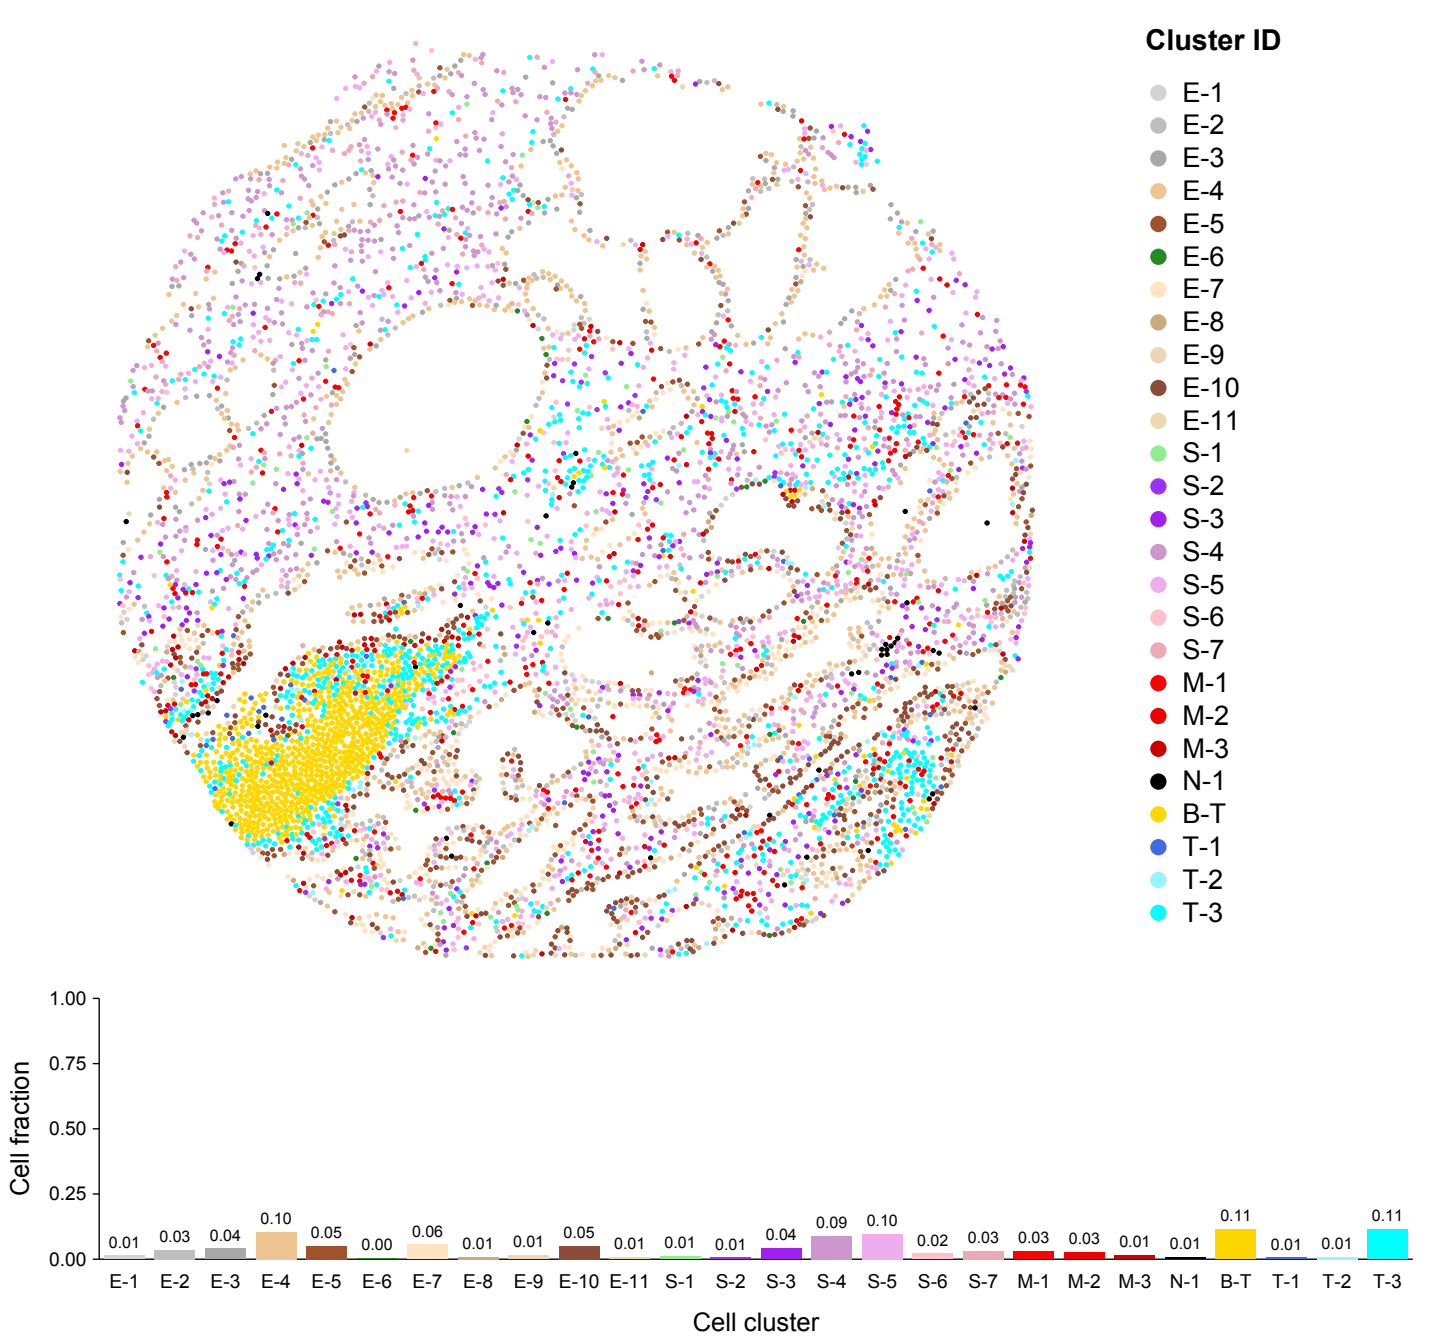 Cluster ID
E-1
E-2
E-3
E-4
E-5
E-6
E-7
E-8
E-9
E-10
E-11
S-1
S-2
S-3
S-4
S-5
S-6
S-7
M-1
M-2
M-3
N-1
B-T
T-1
T-2
T-3
Cell fraction
1.00
0.75
0.50
0.25
0.00
0.01 0.03 0.04 0.10 0.05 0.00 0.06 0.01 0.01 0.05 0.01 0.01 0.01 0.04 0.09 0.10 0.02 0.03 0.03 0.03 0.01 0.01 0.11 0.01 0.01 0.11
E-1 E-2 E-3 E-4 E-5 E-6 E-7 E-8 E-9 E-10 E-11 S-1 S-2 S-3 S-4 S-5 S-6 S-7 M-1 M-2 M-3 N-1 B-T T-1 T-2 T-3
Cell cluster